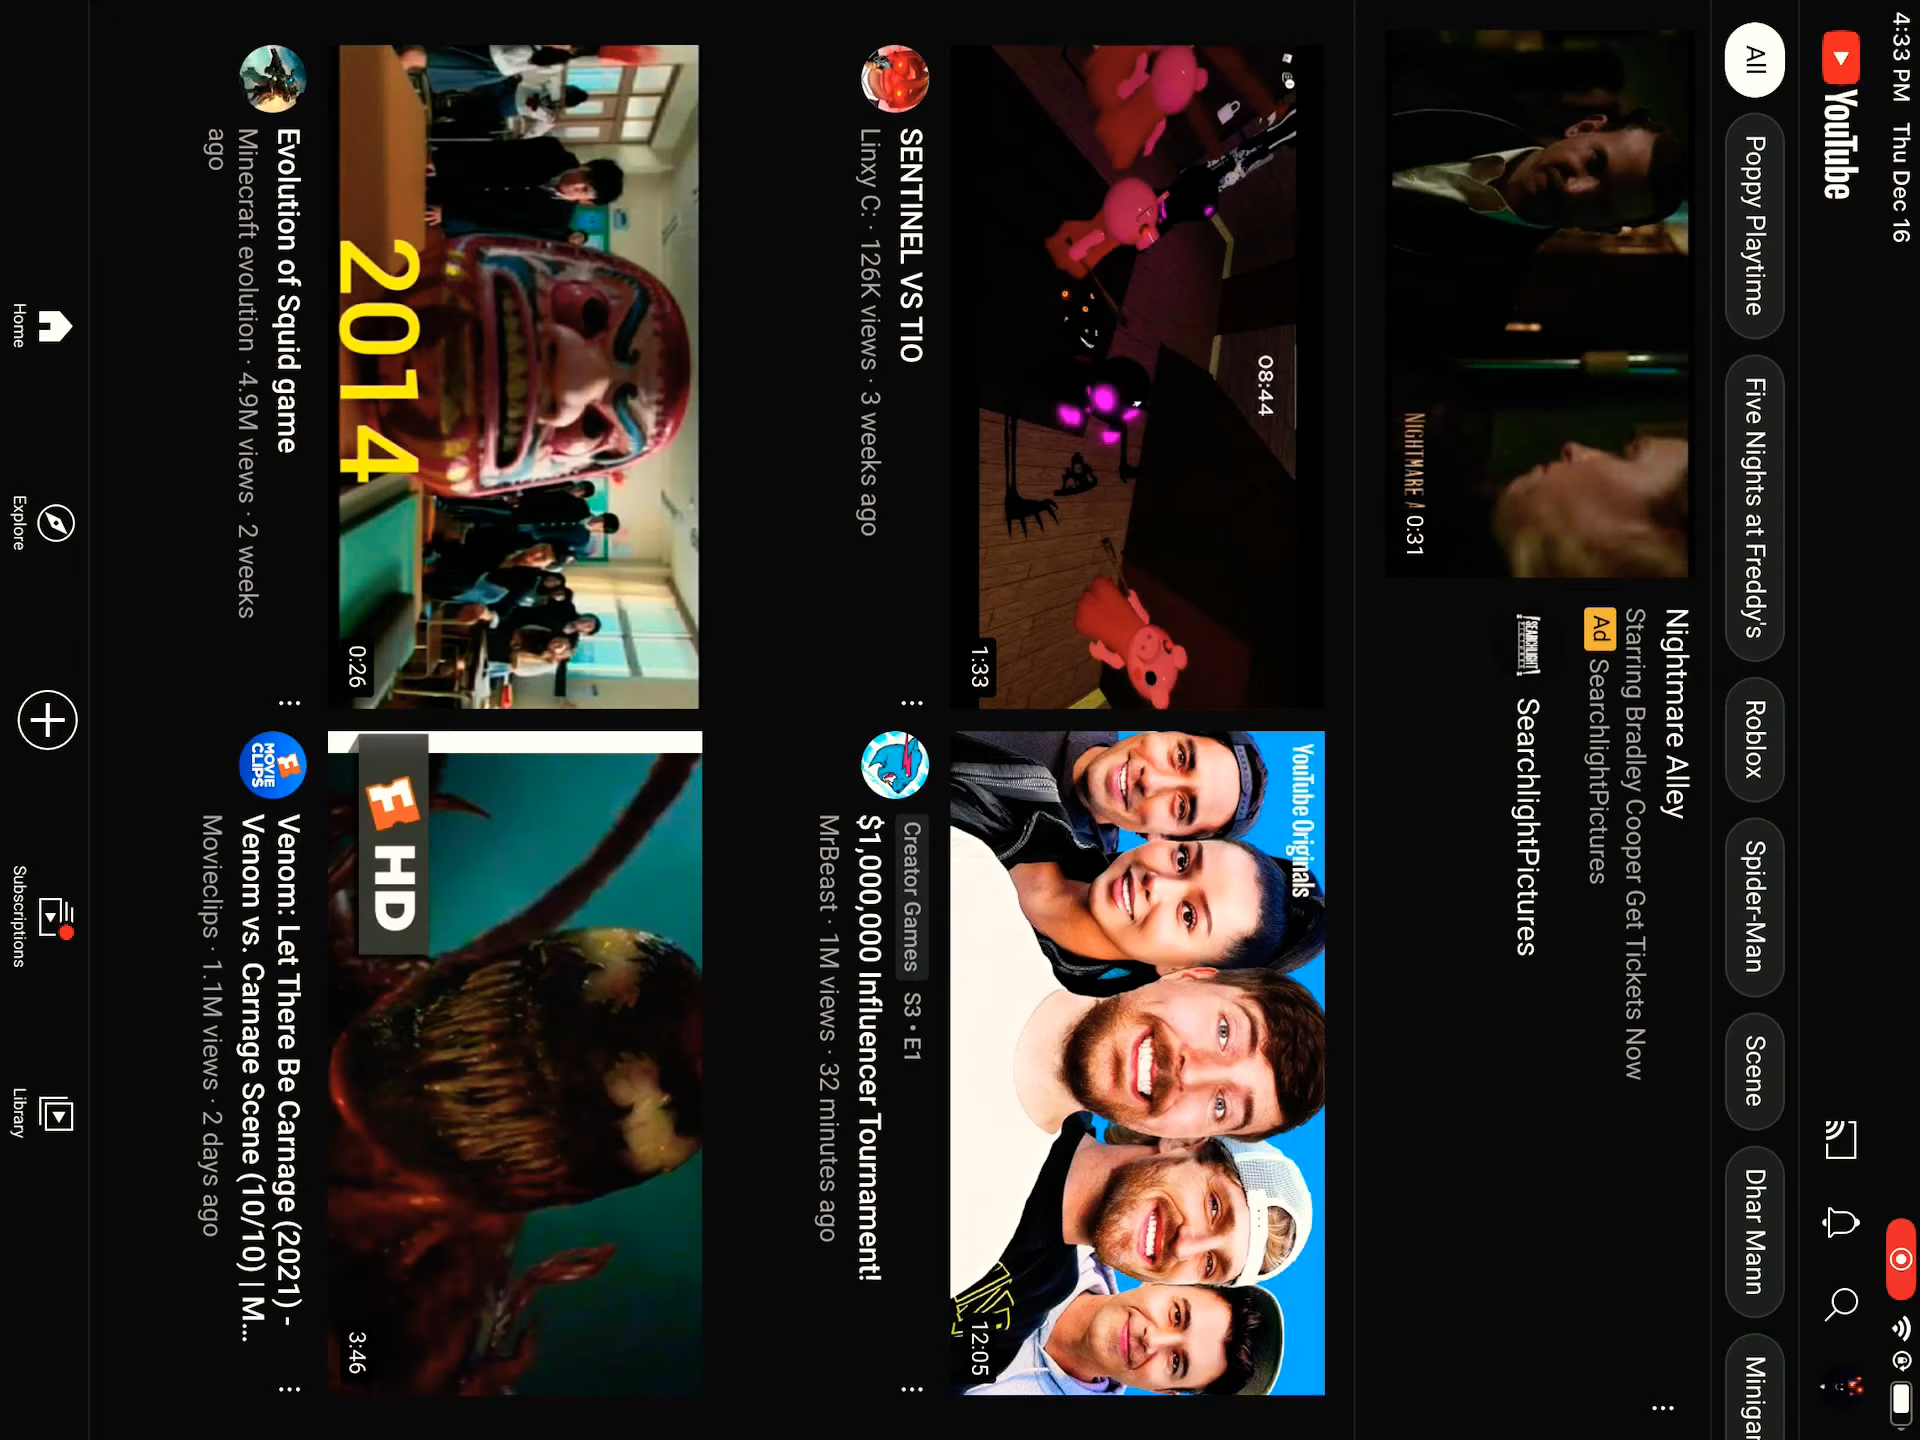 4:33 PM Thu Dec 16
YouTube
All
Poppy Playtime
Five Nights at Freddy's
Roblox
Spider-Man
Scene
Dhar Mann
Minigar
NIGHTMARE A
0:31
Nightmare Alley
Starring Bradley Cooper Get Tickets Now
Ad SearchlightPictures
SEARCHLIGHT
SearchlightPictures
08:44
1:33
SENTINEL VS TIO
Linxy C: · 126K views · 3 weeks ago
YouTube Originals
12:05
Creator Games S3 • E1
$1,000,000 Influencer Tournament!
MrBeast · 1M views · 32 minutes ago
2014
0:26
Evolution of Squid game
Minecraft evolution · 4.9M views · 2 weeks
ago
HD
3:46
MOVIE
CLIPS
Venom: Let There Be Carnage (2021) -
Venom vs. Carnage Scene (10/10) | M...
Movieclips · 1.1M views · 2 days ago
Home
Explore
Subscriptions
Library